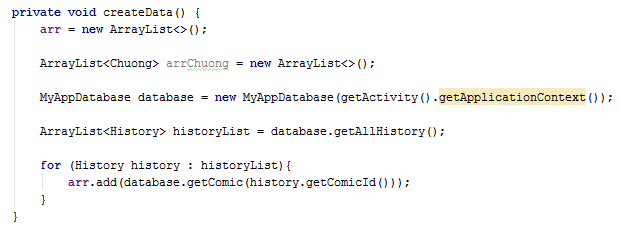 private void createData() {
    arr = new ArrayList<>();
    ArrayList<Chuong> arrChuong = new ArrayList<>();
    MyAppDatabase database = new MyAppDatabase(getActivity().getApplicationContext());
    ArrayList<History> historyList = database.getAllHistory();
    for (History history : historyList){
        arr.add(database.getComic(history.getComicId()));
    }
}